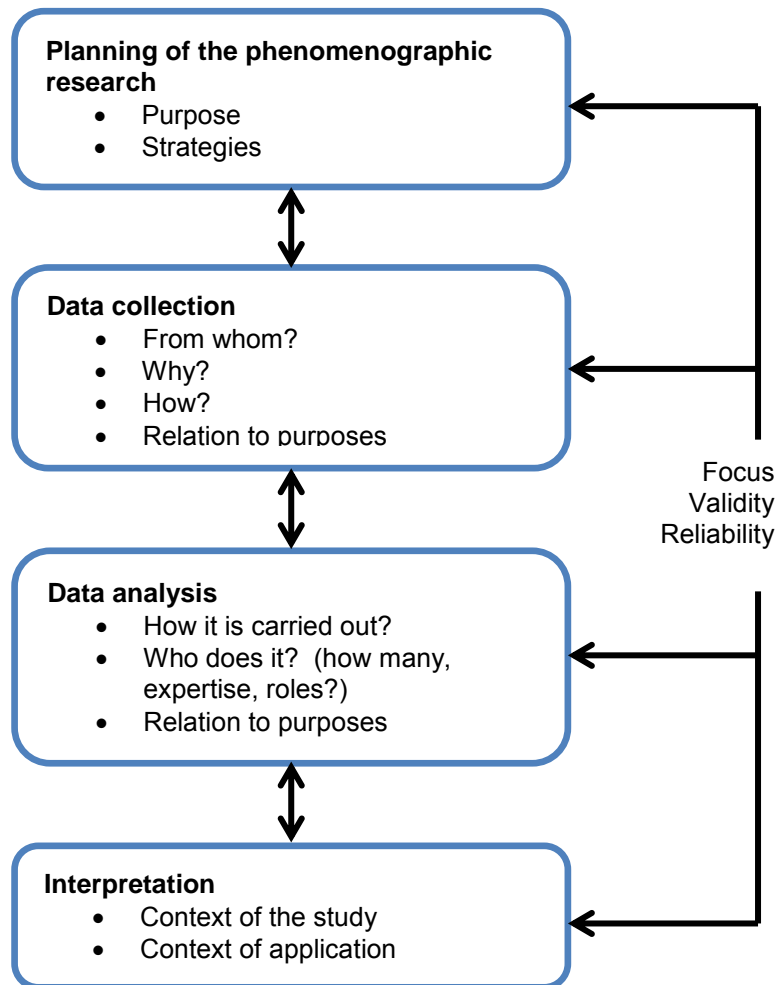 Planning of the phenomenographic
research
• Purpose
• Strategies
Data collection
• From whom?
• Why?
• How?
• Relation to purposes
Focus
Validity
Reliability
Data analysis
• How it is carried out?
• Who does it? (how many,
expertise, roles?)
• Relation to purposes
Interpretation
• Context of the study
• Context of application